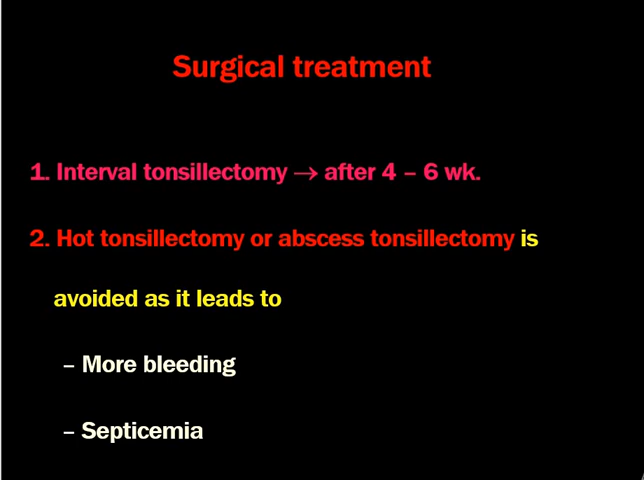 Surgical treatment
1. Interval tonsillectomy → after 4 – 6 wk.
2. Hot tonsillectomy or abscess tonsillectomy is
avoided as it leads to
– More bleeding
– Septicemia